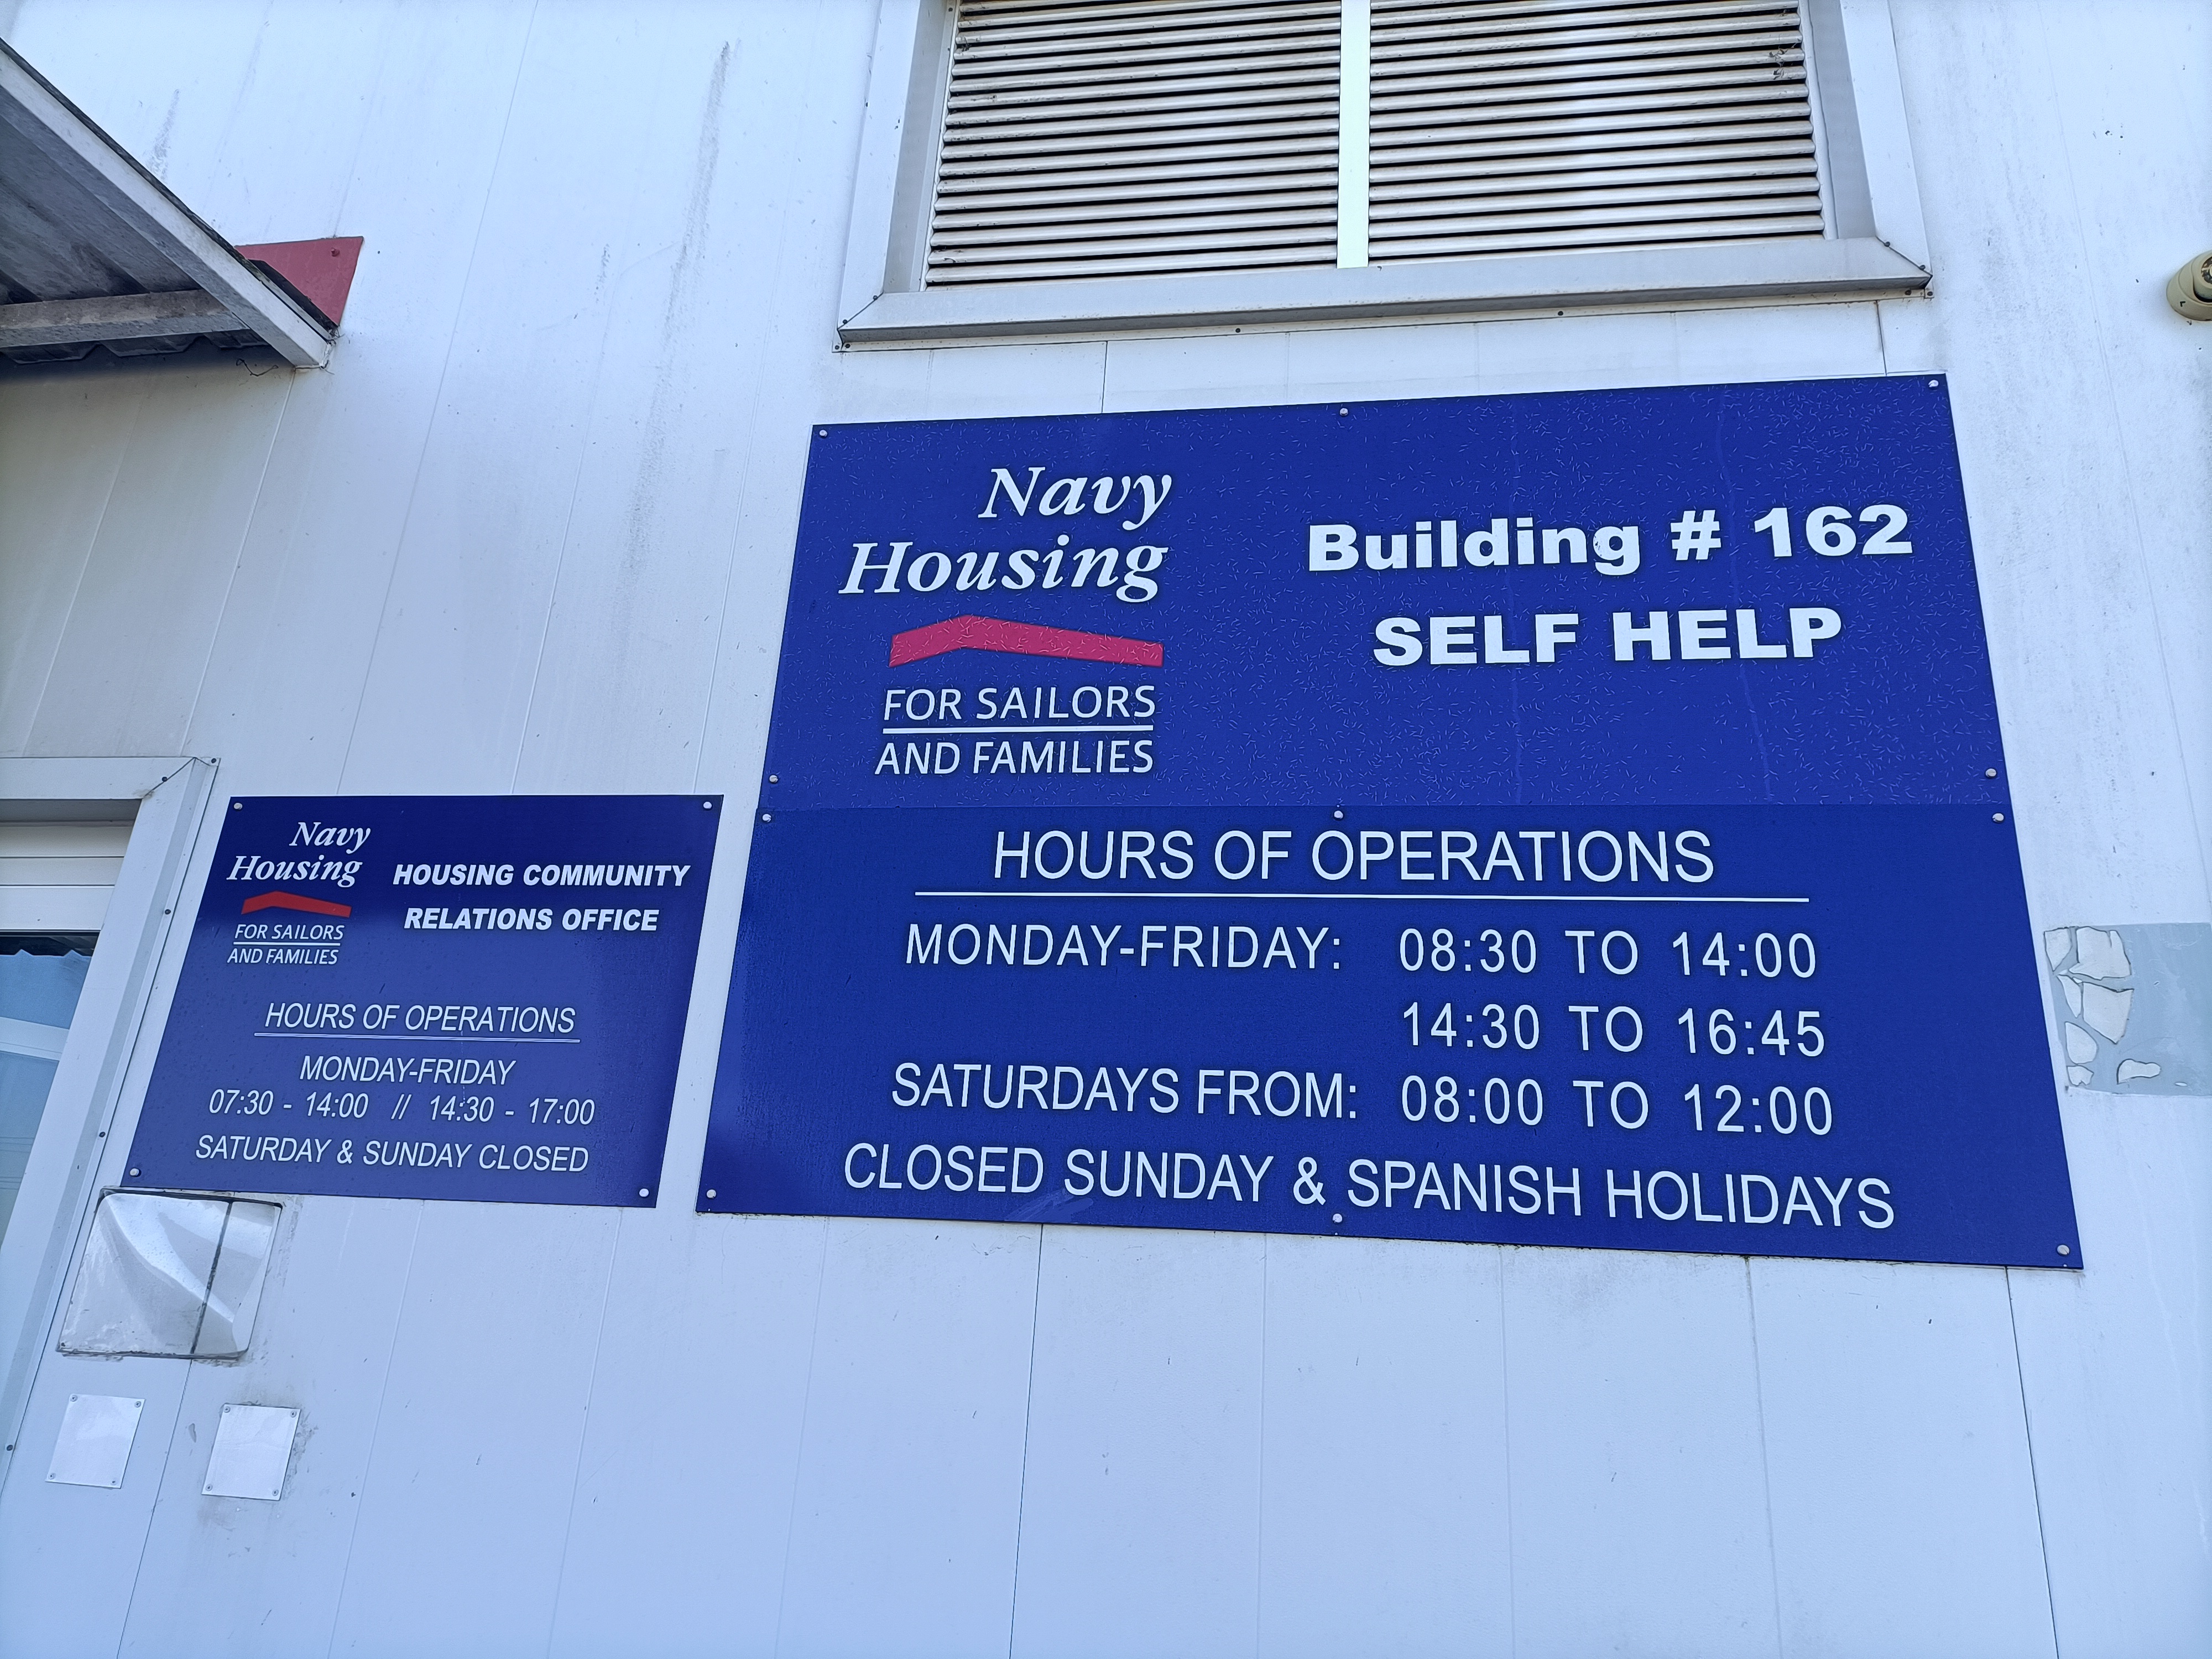 Navy
Housing
FOR SAILORS
AND FAMILIES
Building # 162
SELF HELP
HOURS OF OPERATIONS
MONDAY-FRIDAY: 08:30 TO 14:00
14:30 TO 16:45
SATURDAYS FROM: 08:00 TO 12:00
CLOSED SUNDAY & SPANISH HOLIDAYS
Navy
Housing
FOR SAILORS
AND FAMILIES
HOUSING COMMUNITY
RELATIONS OFFICE
HOURS OF OPERATIONS
MONDAY-FRIDAY
07:30 - 14:00 // 14:30 - 17:00
SATURDAY & SUNDAY CLOSED